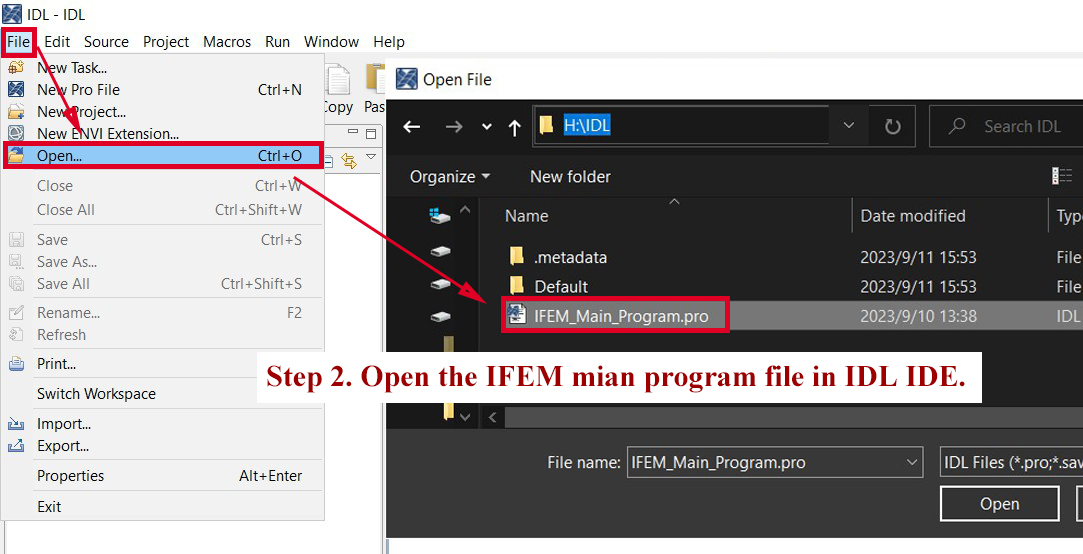 IDL - IDL
File Edit Source Project Macros Run Window Help
New Task...
New Pro File Ctrl+N
New Project...
New ENVI Extension...
Open... Ctrl+O
Close Ctrl+W
Close All Ctrl+Shift+W
Save Ctrl+S
Save As...
Save All Ctrl+Shift+S
Rename... F2
Refresh
Print...
Switch Workspace
Import...
Export...
Properties Alt+Enter
Exit
Copy Pas
Open File
H:\IDL
Search IDL
Organize New folder
Name Date modified Type
.metadata 2023/9/11 15:53 File
Default 2023/9/11 15:53 File
IFEM_Main_Program.pro 2023/9/10 13:38 IDL
Step 2. Open the IFEM mian program file in IDL IDE.
File name: IFEM_Main_Program.pro IDL Files (*.pro;*.sav
Open